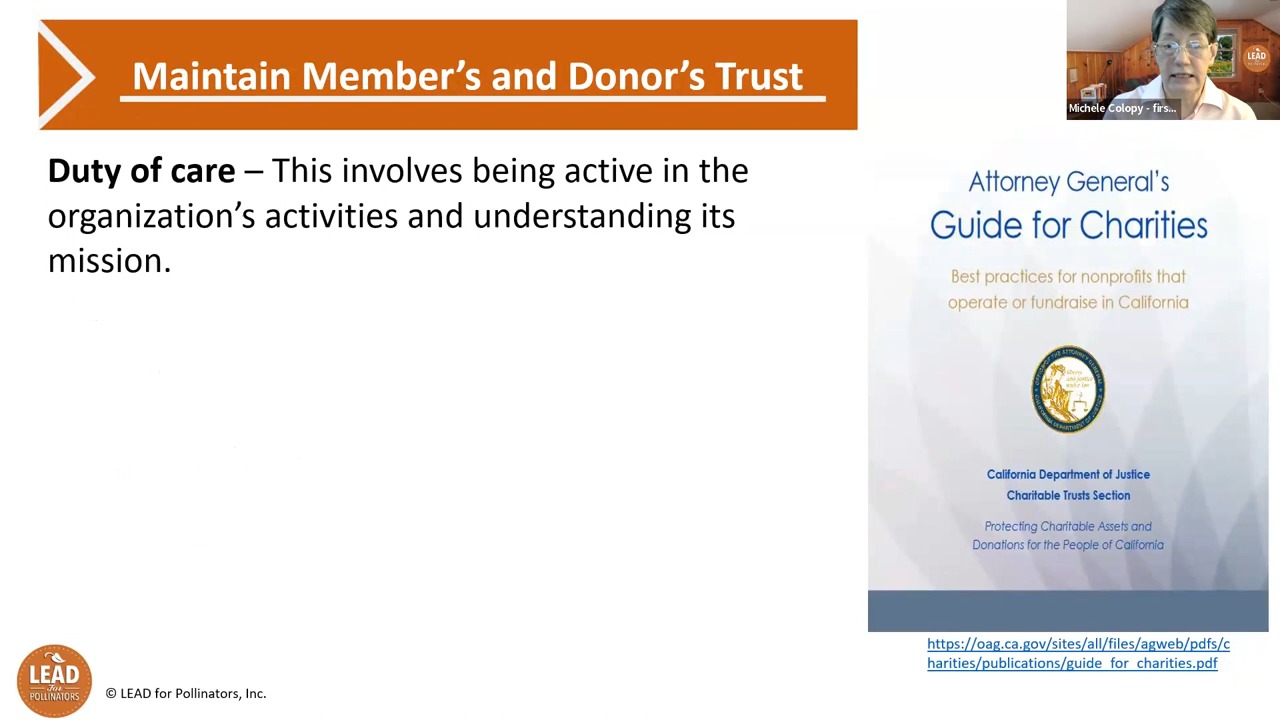 Maintain Member's and Donor's Trust
Duty of care – This involves being active in the
organization's activities and understanding its
mission.
Michele Colopy - firs...
LEAD
Attorney General's
Guide for Charities
Best practices for nonprofits that
operate or fundraise in California
California Department of Justice
Charitable Trusts Section
Protecting Charitable Assets and
Donations for the People of California
https://oag.ca.gov/sites/all/files/agweb/pdfs/c
harities/publications/guide_for_charities.pdf
LEAD
for
POLLINATORS
© LEAD for Pollinators, Inc.